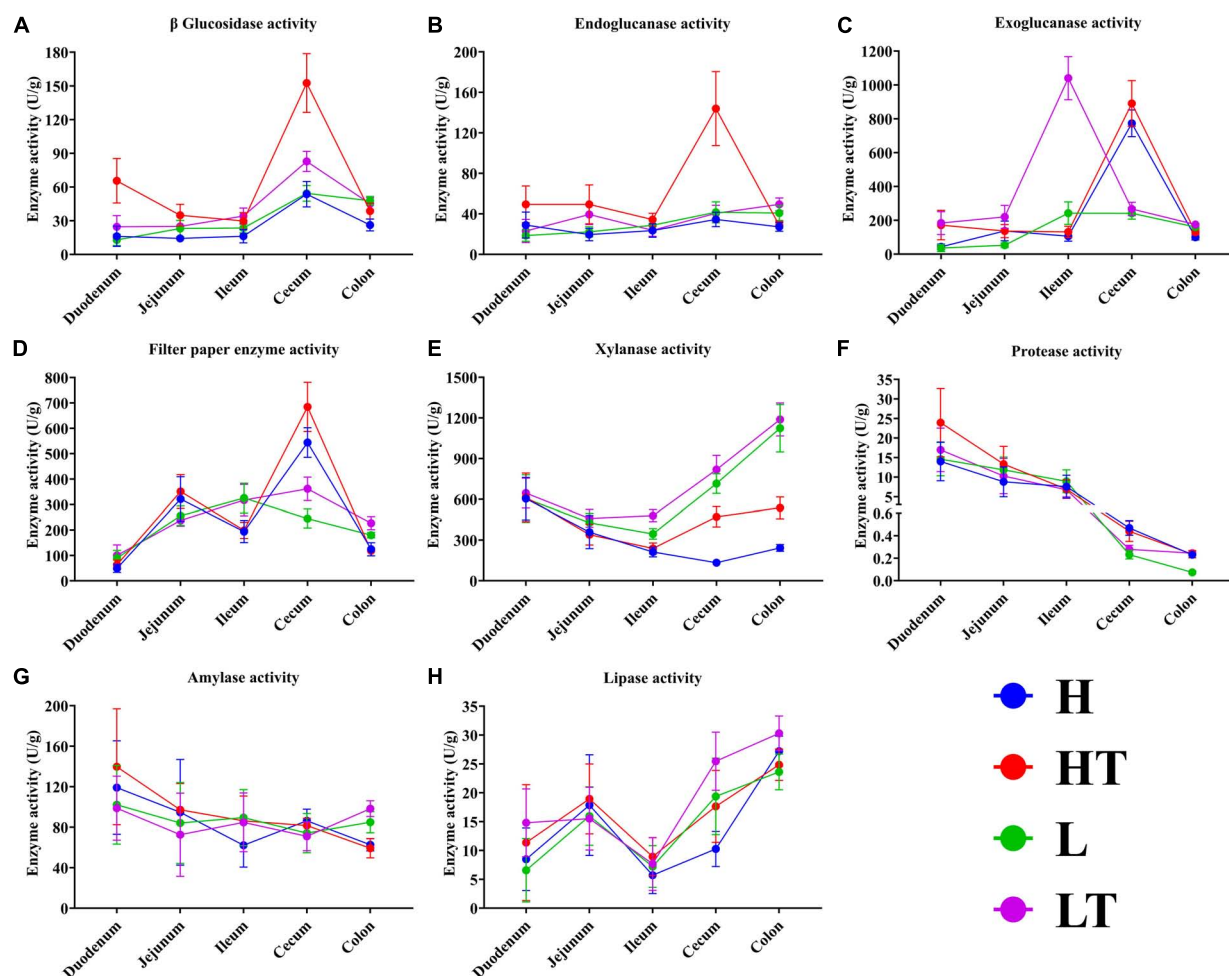 A β Glucosidase activity
Enzyme activity (U/g)
180
150
120
90
60
30
0
Duodenum Jejunum Ileum Cecum Colon
B Endoglucanase activity
Enzyme activity (U/g)
200
160
120
80
40
0
Duodenum Jejunum Ileum Cecum Colon
C Exoglucanase activity
Enzyme activity (U/g)
1200
1000
800
600
400
200
0
Duodenum Jejunum Ileum Cecum Colon
D Filter paper enzyme activity
Enzyme activity (U/g)
800
700
600
500
400
300
200
100
0
Duodenum Jejunum Ileum Cecum Colon
E Xylanase activity
Enzyme activity (U/g)
1500
1200
900
600
300
0
Duodenum Jejunum Ileum Cecum Colon
F Protease activity
Enzyme activity (U/g)
35
30
25
20
15
10
5
0.6
0.4
0.2
0.0
Duodenum Jejunum Ileum Cecum Colon
G Amylase activity
Enzyme activity (U/g)
200
160
120
80
40
0
Duodenum Jejunum Ileum Cecum Colon
H Lipase activity
Enzyme activity (U/g)
35
30
25
20
15
10
5
0
Duodenum Jejunum Ileum Cecum Colon
H
HT
L
LT